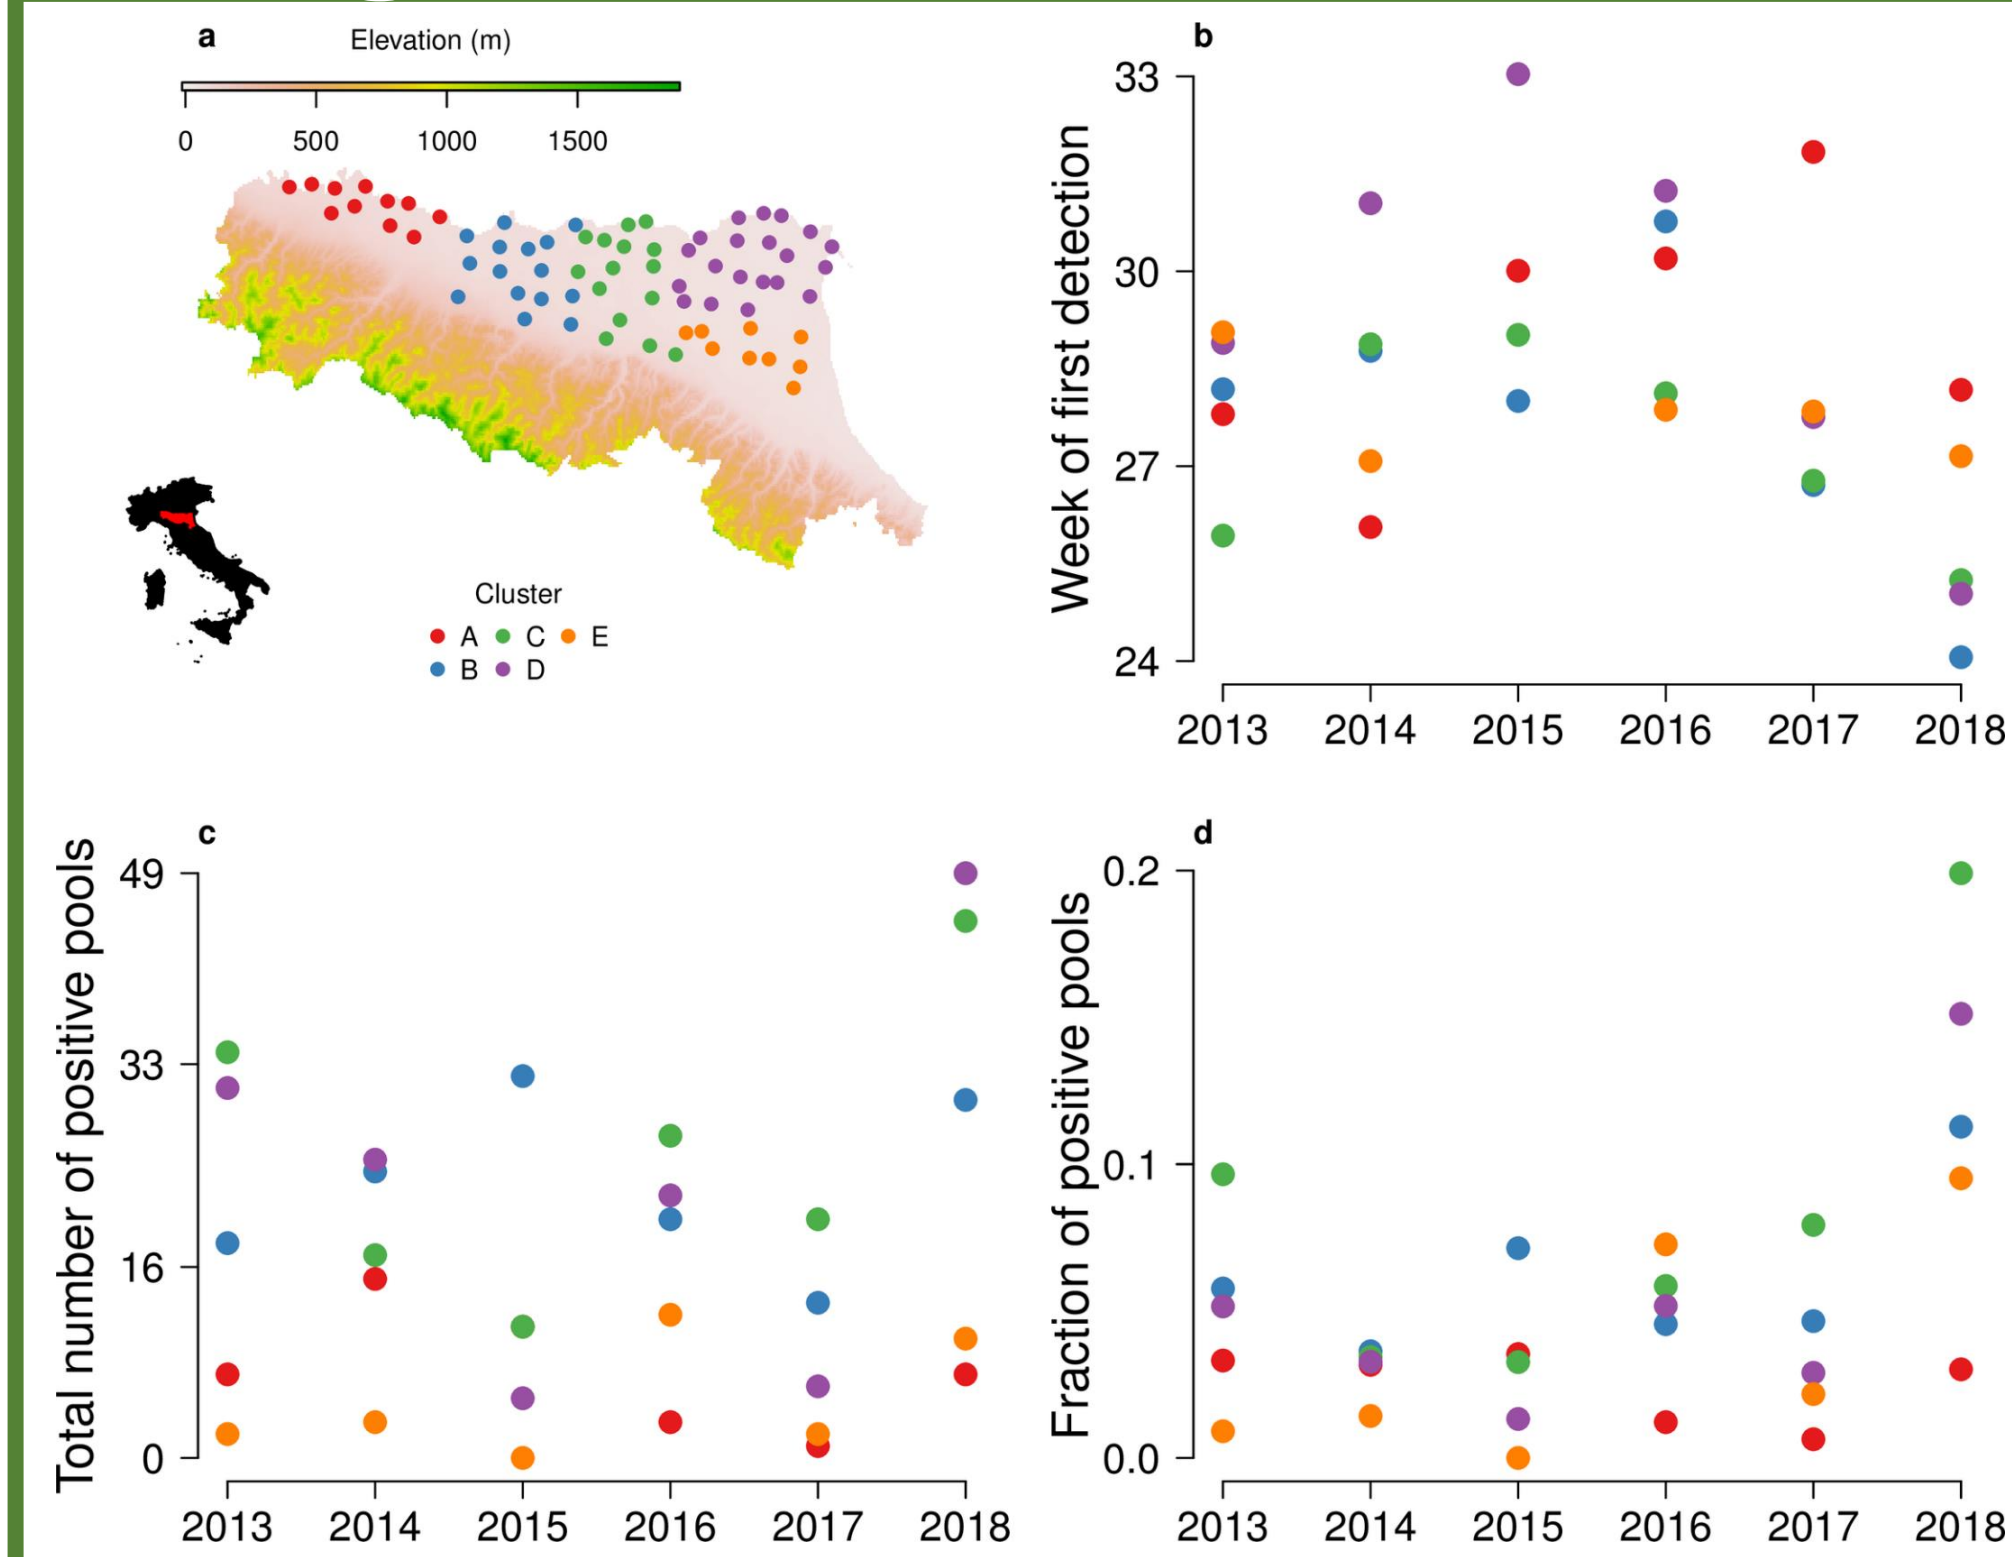 a
Elevation (m)
0 500 1000 1500
Cluster
A C E
B D
b
Week of first detection
33
30
27
24
2013 2014 2015 2016 2017 2018
c
Total number of positive pools
49
33
16
0
2013 2014 2015 2016 2017 2018
d
Fraction of positive pools
0.2
0.1
0.0
2013 2014 2015 2016 2017 2018